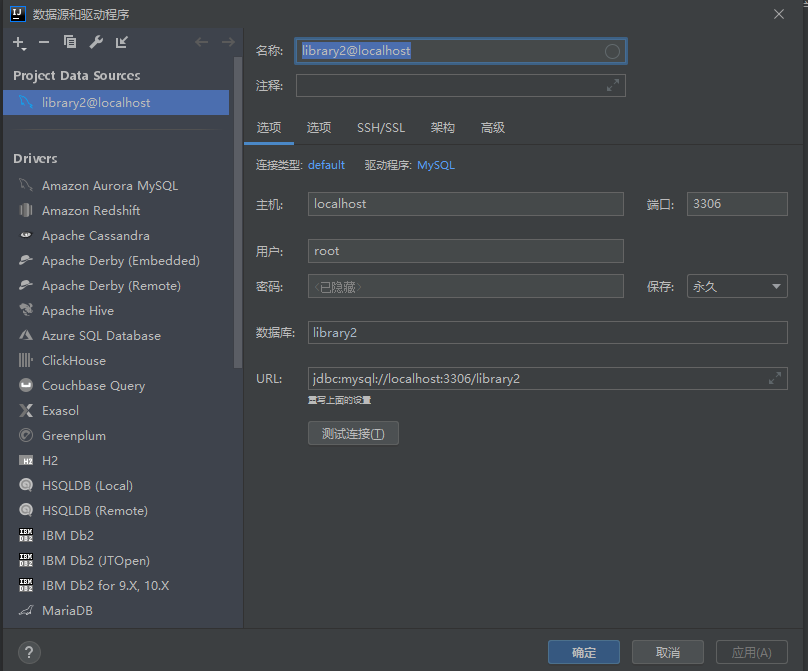 数据源和驱动程序
Project Data Sources
library2@localhost
Drivers
Amazon Aurora MySQL
Amazon Redshift
Apache Cassandra
Apache Derby (Embedded)
Apache Derby (Remote)
Apache Hive
Azure SQL Database
ClickHouse
Couchbase Query
Exasol
Greenplum
H2
HSQLDB (Local)
HSQLDB (Remote)
IBM Db2
IBM Db2 (JTOpen)
IBM Db2 for 9.X, 10.X
MariaDB
名称: library2@localhost
注释:
选项 选项 SSH/SSL 架构 高级
连接类型: default 驱动程序: MySQL
主机: localhost 端口: 3306
用户: root
密码: <已隐藏> 保存: 永久
数据库: library2
URL: jdbc:mysql://localhost:3306/library2
重写上面的设置
测试连接(T)
? 确定 取消 应用(A)